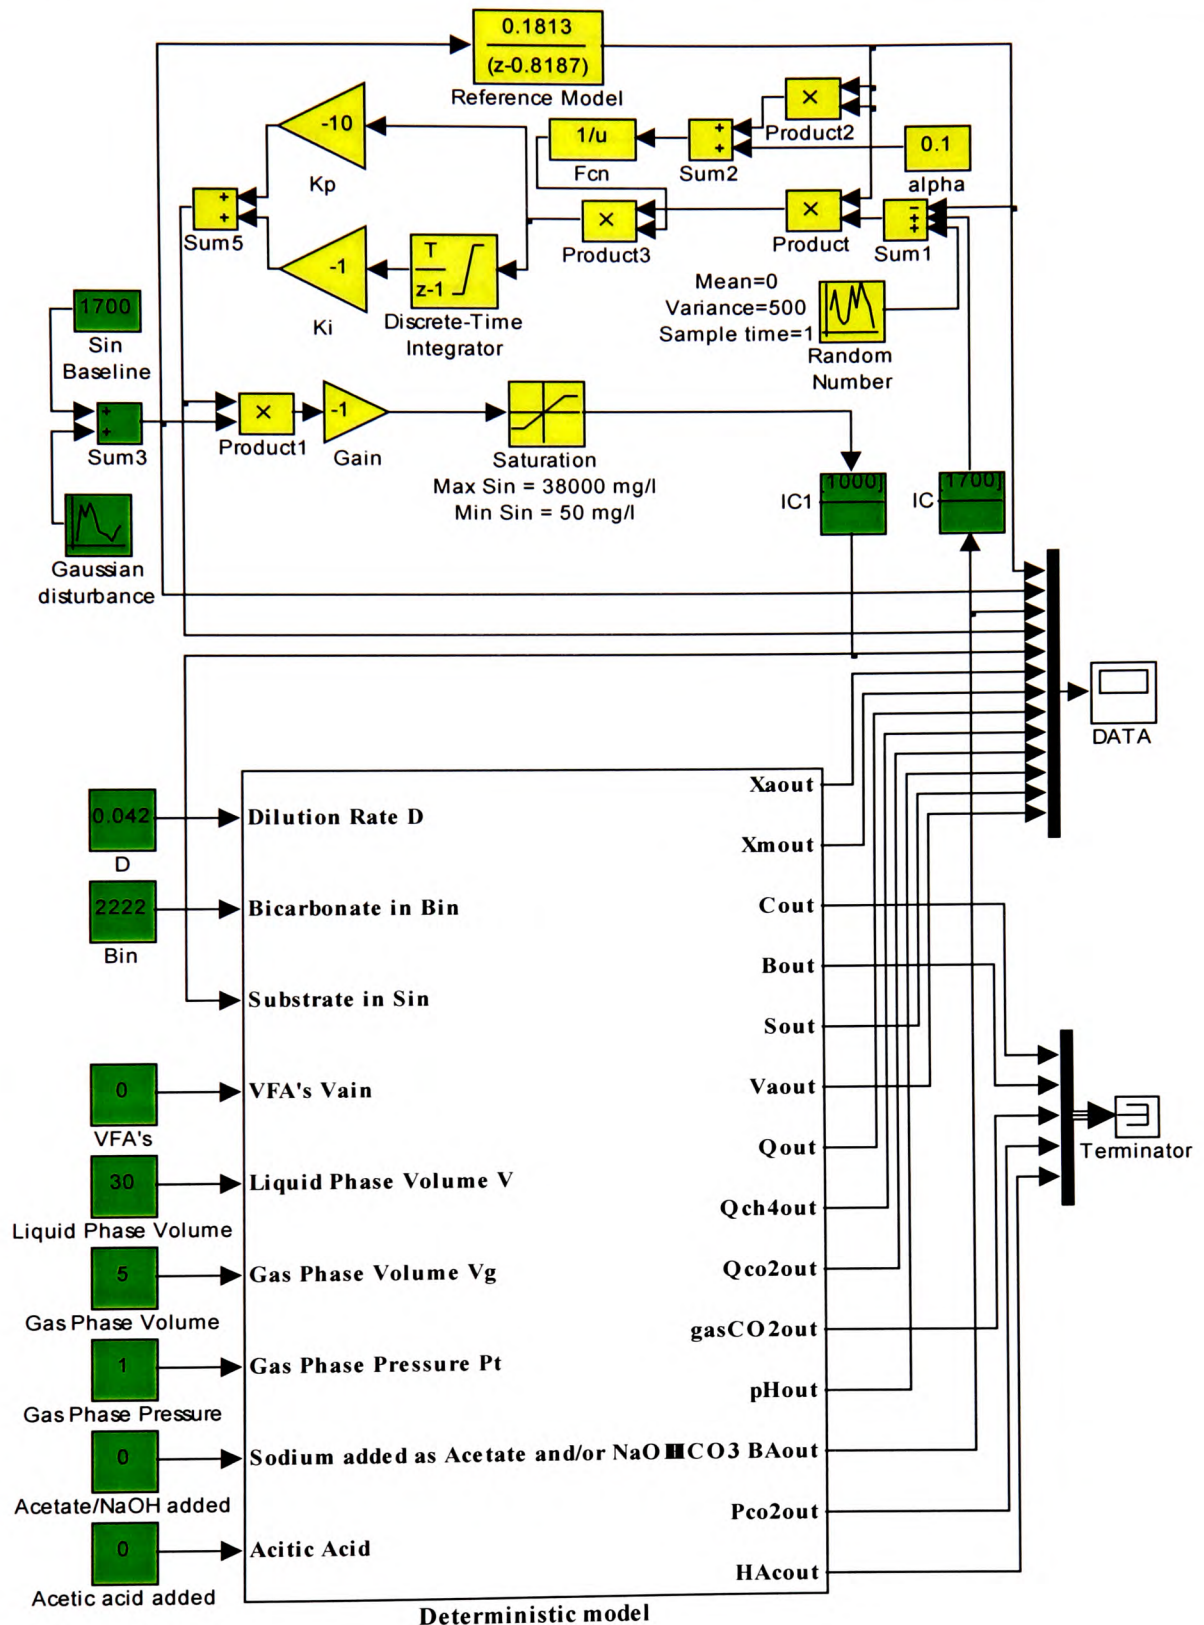 0.1813
(z-0.8187)
Reference Model
-10
Kp
1/u
Fcn
+
+
Sum2
×
Product2
0.1
alpha
+
+
Sum5
-1
Ki
T
z-1
Discrete-Time
Integrator
×
Product3
×
Product
−
+
+
Sum1
Mean=0
Variance=500
Sample time=1
Random
Number
1700
Sin
Baseline
+
+
Sum3
Gaussian
disturbance
×
Product1
-1
Gain
Saturation
Max Sin = 38000 mg/l
Min Sin = 50 mg/l
[1000]
IC1
[1700]
IC
DATA
0.042
D
2222
Bin
0
VFA's
30
Liquid Phase Volume
5
Gas Phase Volume
1
Gas Phase Pressure
0
Acetate/NaOH added
0
Acetic acid added
Dilution Rate D
Bicarbonate in Bin
Substrate in Sin
VFA's Vain
Liquid Phase Volume V
Gas Phase Volume Vg
Gas Phase Pressure Pt
Sodium added as Acetate and/or NaO
Acitic Acid
Xaout
Xmout
Cout
Bout
Sout
Vaout
Qout
Qch4out
Qco2out
gasCO2out
pHout
HCO3 BAout
Pco2out
HAcout
Terminator
Deterministic model